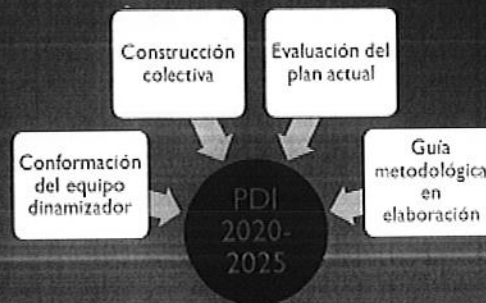 Construcción
colectiva
Evaluación del
plan actual
Conformación
del equipo
dinamizador
Guía
metodológica
en
elaboración
PDI
2020-
2025